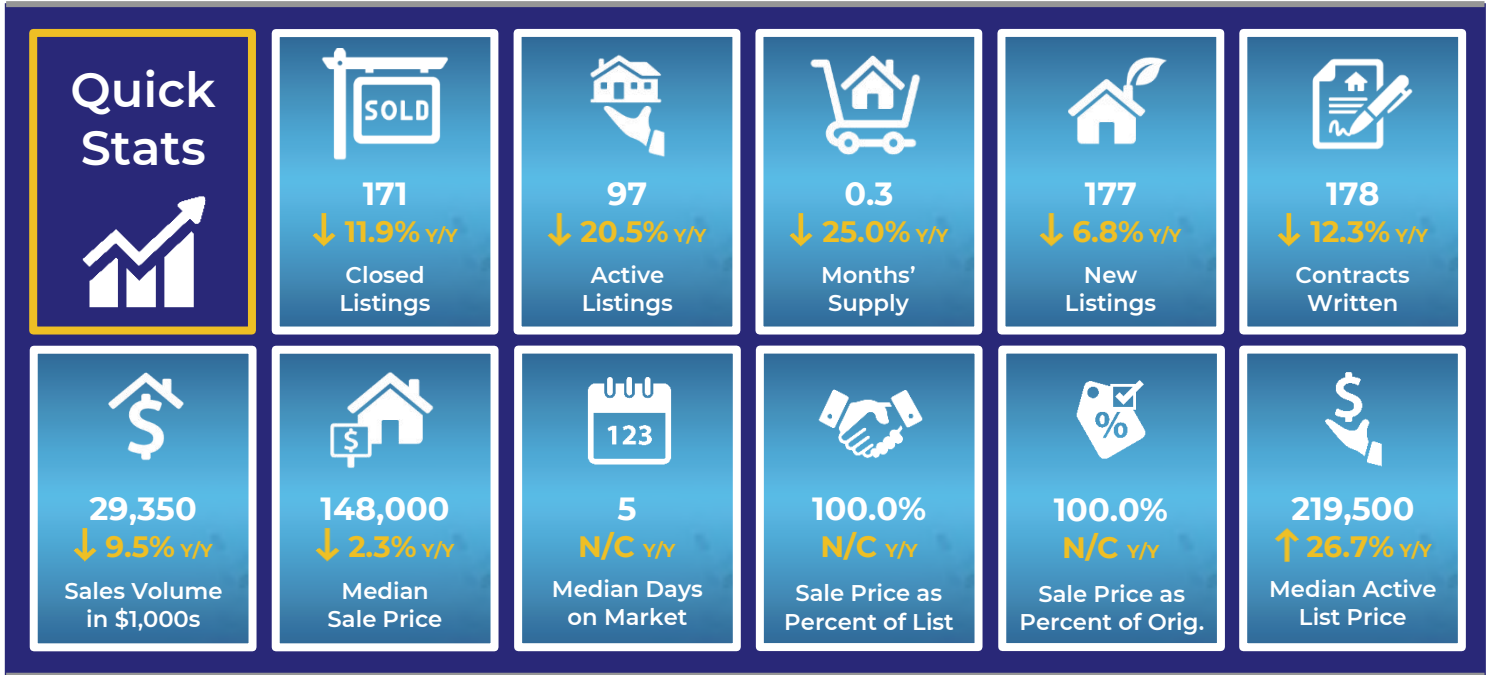 Quick
Stats
SOLD
171
↓ 11.9% Y/Y
Closed
Listings
97
↓ 20.5% Y/Y
Active
Listings
0.3
↓ 25.0% Y/Y
Months’
Supply
177
↓ 6.8% Y/Y
New
Listings
178
↓ 12.3% Y/Y
Contracts
Written
$
29,350
↓ 9.5% Y/Y
Sales Volume
in $1,000s
$
148,000
↓ 2.3% Y/Y
Median
Sale Price
123
5
N/C Y/Y
Median Days
on Market
100.0%
N/C Y/Y
Sale Price as
Percent of List
%
100.0%
N/C Y/Y
Sale Price as
Percent of Orig.
$
219,500
↑ 26.7% Y/Y
Median Active
List Price